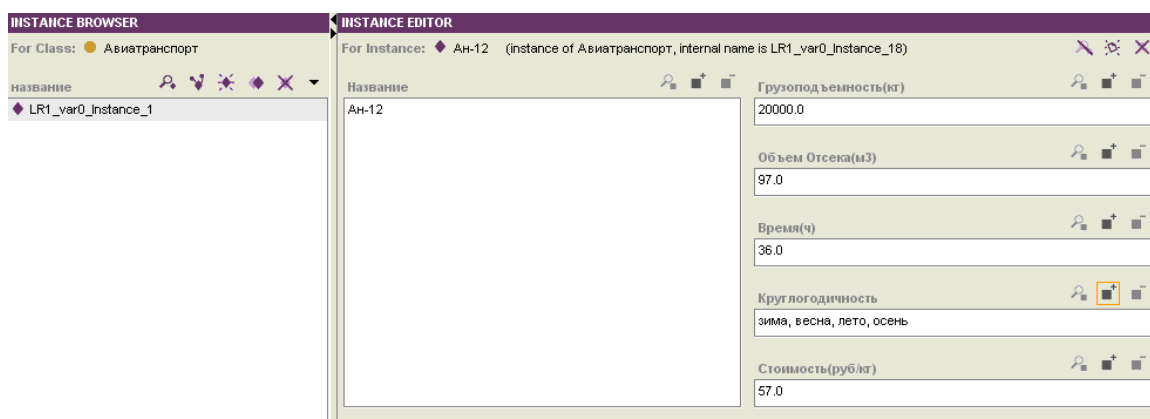 INSTANCE BROWSER
For Class: Авиатранспорт
название
LR1_var0_Instance_1
INSTANCE EDITOR
For Instance: Ан-12 (instance of Авиатранспорт, internal name is LR1_var0_Instance_18)
Название
Ан-12
Грузоподъемность(кг)
20000.0
Объем Отсека(м3)
97.0
Время(ч)
36.0
Круглогодичность
зима, весна, лето, осень
Стоимость(руб/кг)
57.0